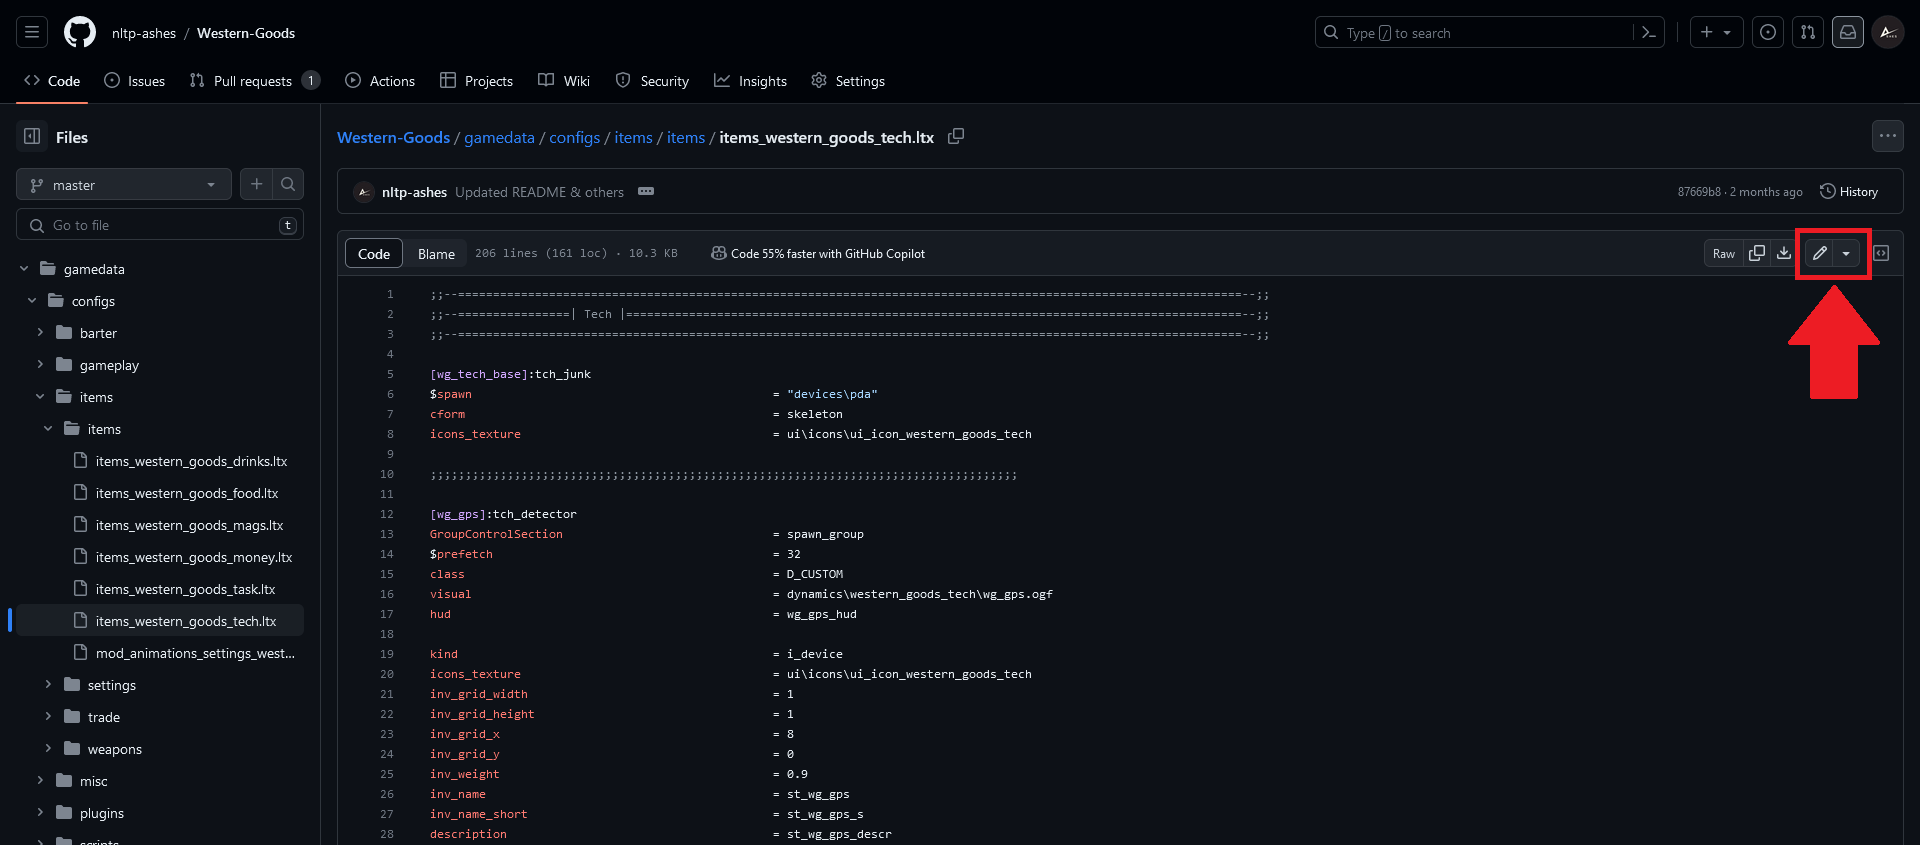 nltp-ashes / Western-Goods
Type / to search
Code
Issues
Pull requests 1
Actions
Projects
Wiki
Security
Insights
Settings
Files
master
Go to file
t
gamedata
configs
barter
gameplay
items
items
items_western_goods_drinks.ltx
items_western_goods_food.ltx
items_western_goods_mags.ltx
items_western_goods_money.ltx
items_western_goods_task.ltx
items_western_goods_tech.ltx
mod_animations_settings_west...
settings
trade
weapons
misc
plugins
scripts
Western-Goods / gamedata / configs / items / items / items_western_goods_tech.ltx
nltp-ashes Updated README & others
87669b8 · 2 months ago
History
Code
Blame
206 lines (161 loc) · 10.3 KB
Code 55% faster with GitHub Copilot
Raw
1 ;;--================================================================================================================--;;
2 ;;--================| Tech |========================================================================================--;;
3 ;;--================================================================================================================--;;
4
5 [wg_tech_base]:tch_junk
6 $spawn = "devices\pda"
7 cform = skeleton
8 icons_texture = ui\icons\ui_icon_western_goods_tech
9
10 ;;;;;;;;;;;;;;;;;;;;;;;;;;;;;;;;;;;;;;;;;;;;;;;;;;;;;;;;;;;;;;;;;;;;;;;;;;;;;;;;;;;;
11
12 [wg_gps]:tch_detector
13 GroupControlSection = spawn_group
14 $prefetch = 32
15 class = D_CUSTOM
16 visual = dynamics\western_goods_tech\wg_gps.ogf
17 hud = wg_gps_hud
18
19 kind = i_device
20 icons_texture = ui\icons\ui_icon_western_goods_tech
21 inv_grid_width = 1
22 inv_grid_height = 1
23 inv_grid_x = 8
24 inv_grid_y = 0
25 inv_weight = 0.9
26 inv_name = st_wg_gps
27 inv_name_short = st_wg_gps_s
28 description = st_wg_gps_descr